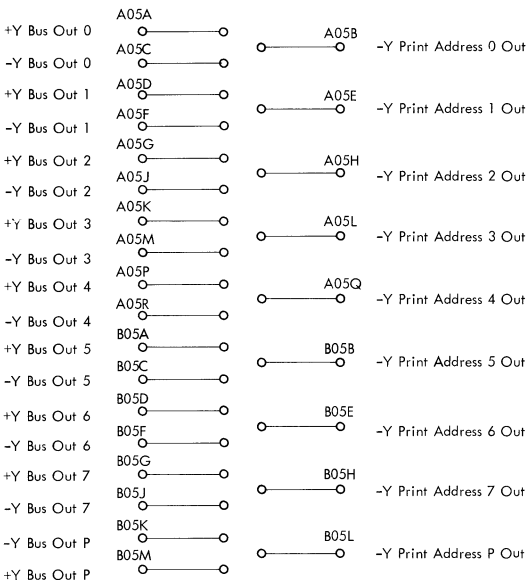 A05A
+Y Bus Out 0
A05B
-Y Print Address 0 Out
A05C
-Y Bus Out 0
A05D
+Y Bus Out 1
A05E
-Y Print Address 1 Out
A05F
-Y Bus Out 1
A05G
+Y Bus Out 2
A05H
-Y Print Address 2 Out
A05J
-Y Bus Out 2
A05K
+Y Bus Out 3
A05L
-Y Print Address 3 Out
A05M
-Y Bus Out 3
A05P
+Y Bus Out 4
A05Q
-Y Print Address 4 Out
A05R
-Y Bus Out 4
B05A
+Y Bus Out 5
B05B
-Y Print Address 5 Out
B05C
-Y Bus Out 5
B05D
+Y Bus Out 6
B05E
-Y Print Address 6 Out
B05F
-Y Bus Out 6
B05G
+Y Bus Out 7
B05H
-Y Print Address 7 Out
B05J
-Y Bus Out 7
B05K
-Y Bus Out P
B05L
-Y Print Address P Out
B05M
+Y Bus Out P